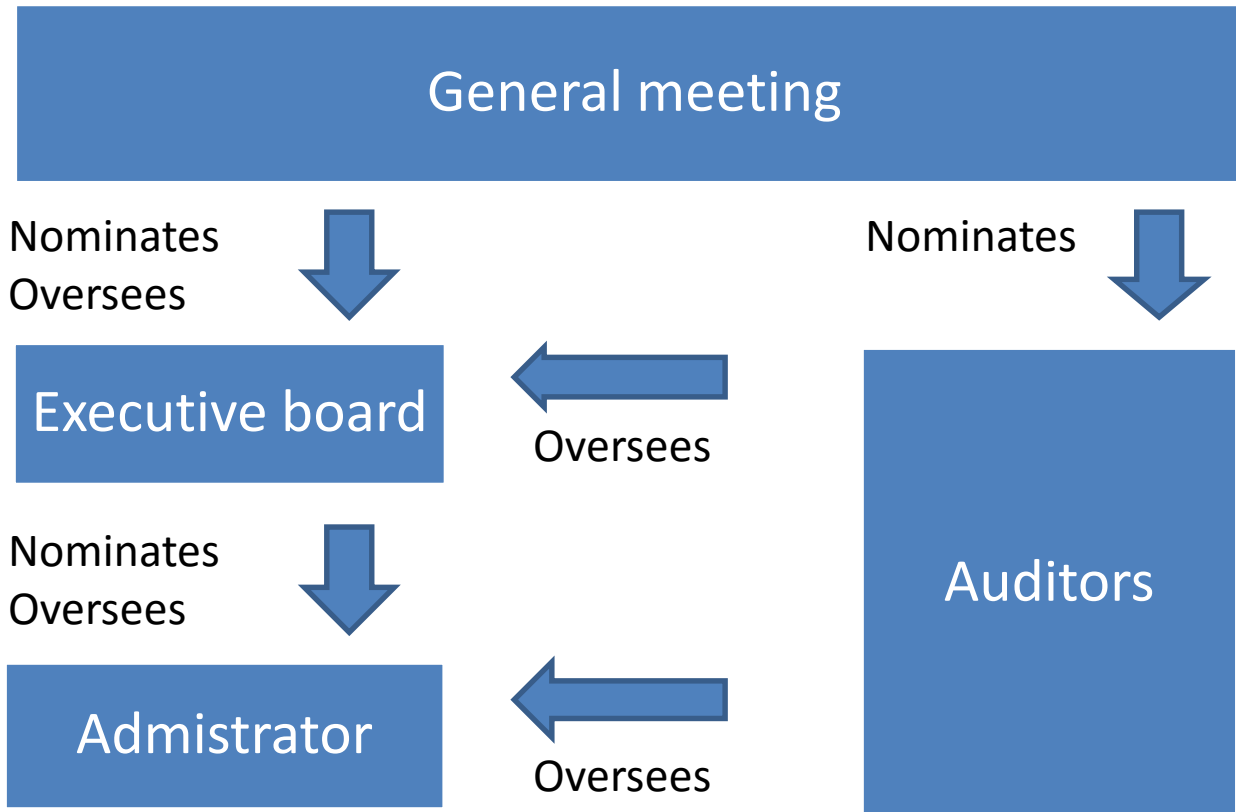 General meeting
Nominates
Oversees
Nominates
Executive board
Oversees
Auditors
Nominates
Oversees
Admistrator
Oversees